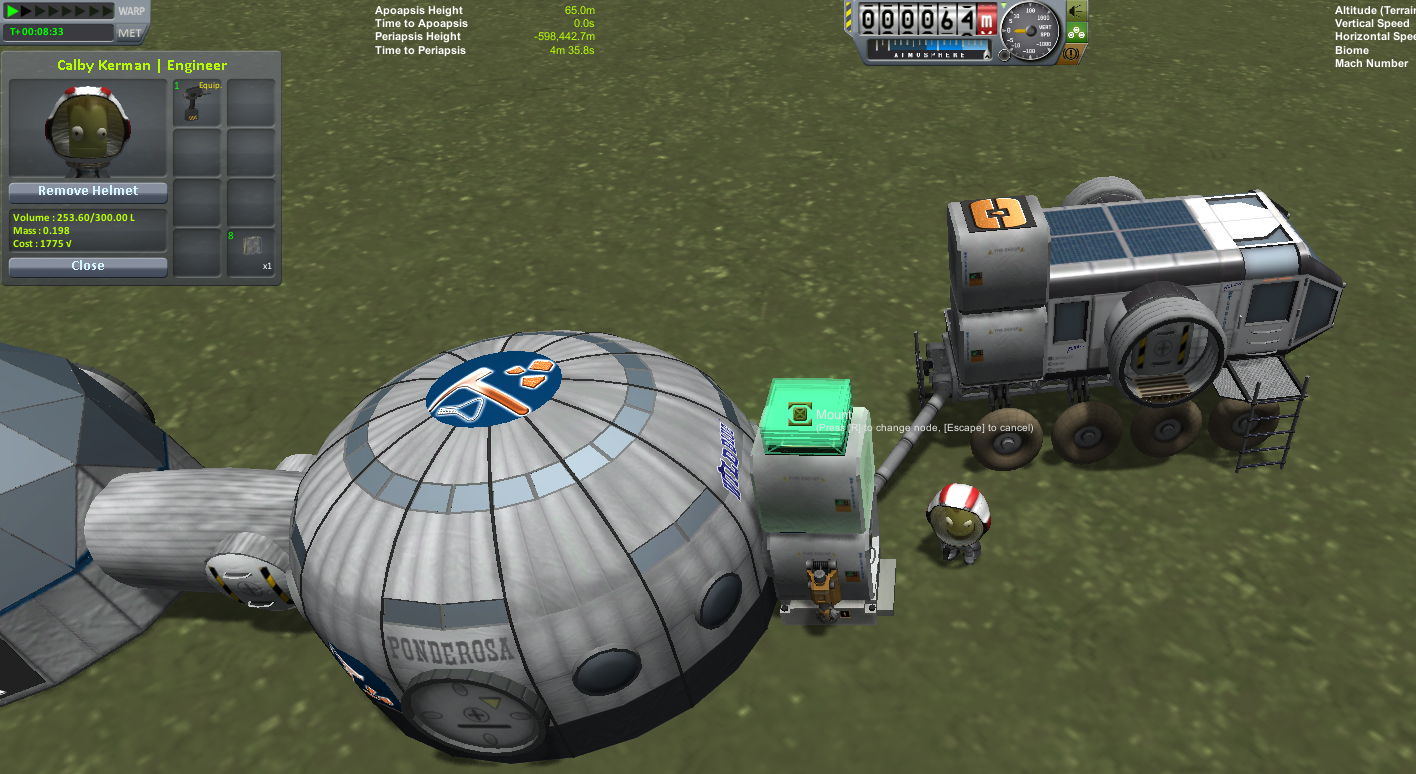 WARP
T+ 00:08:33
MET
Apoapsis Height 65.0m
Time to Apoapsis 0.0s
Periapsis Height -598,442.7m
Time to Periapsis 4m 35.8s
000064 m
ATMOSPHERE
Altitude (Terrai
Vertical Speed
Horizontal Spe
Biome
Mach Number
Calby Kerman | Engineer
1 Equip.
Remove Helmet
Volume : 253.60/300.00 L
Mass : 0.198
Cost : 1775 √
8
x1
Close
Mount
(Press [R] to change node, [Escape] to cancel)
PONDEROSA